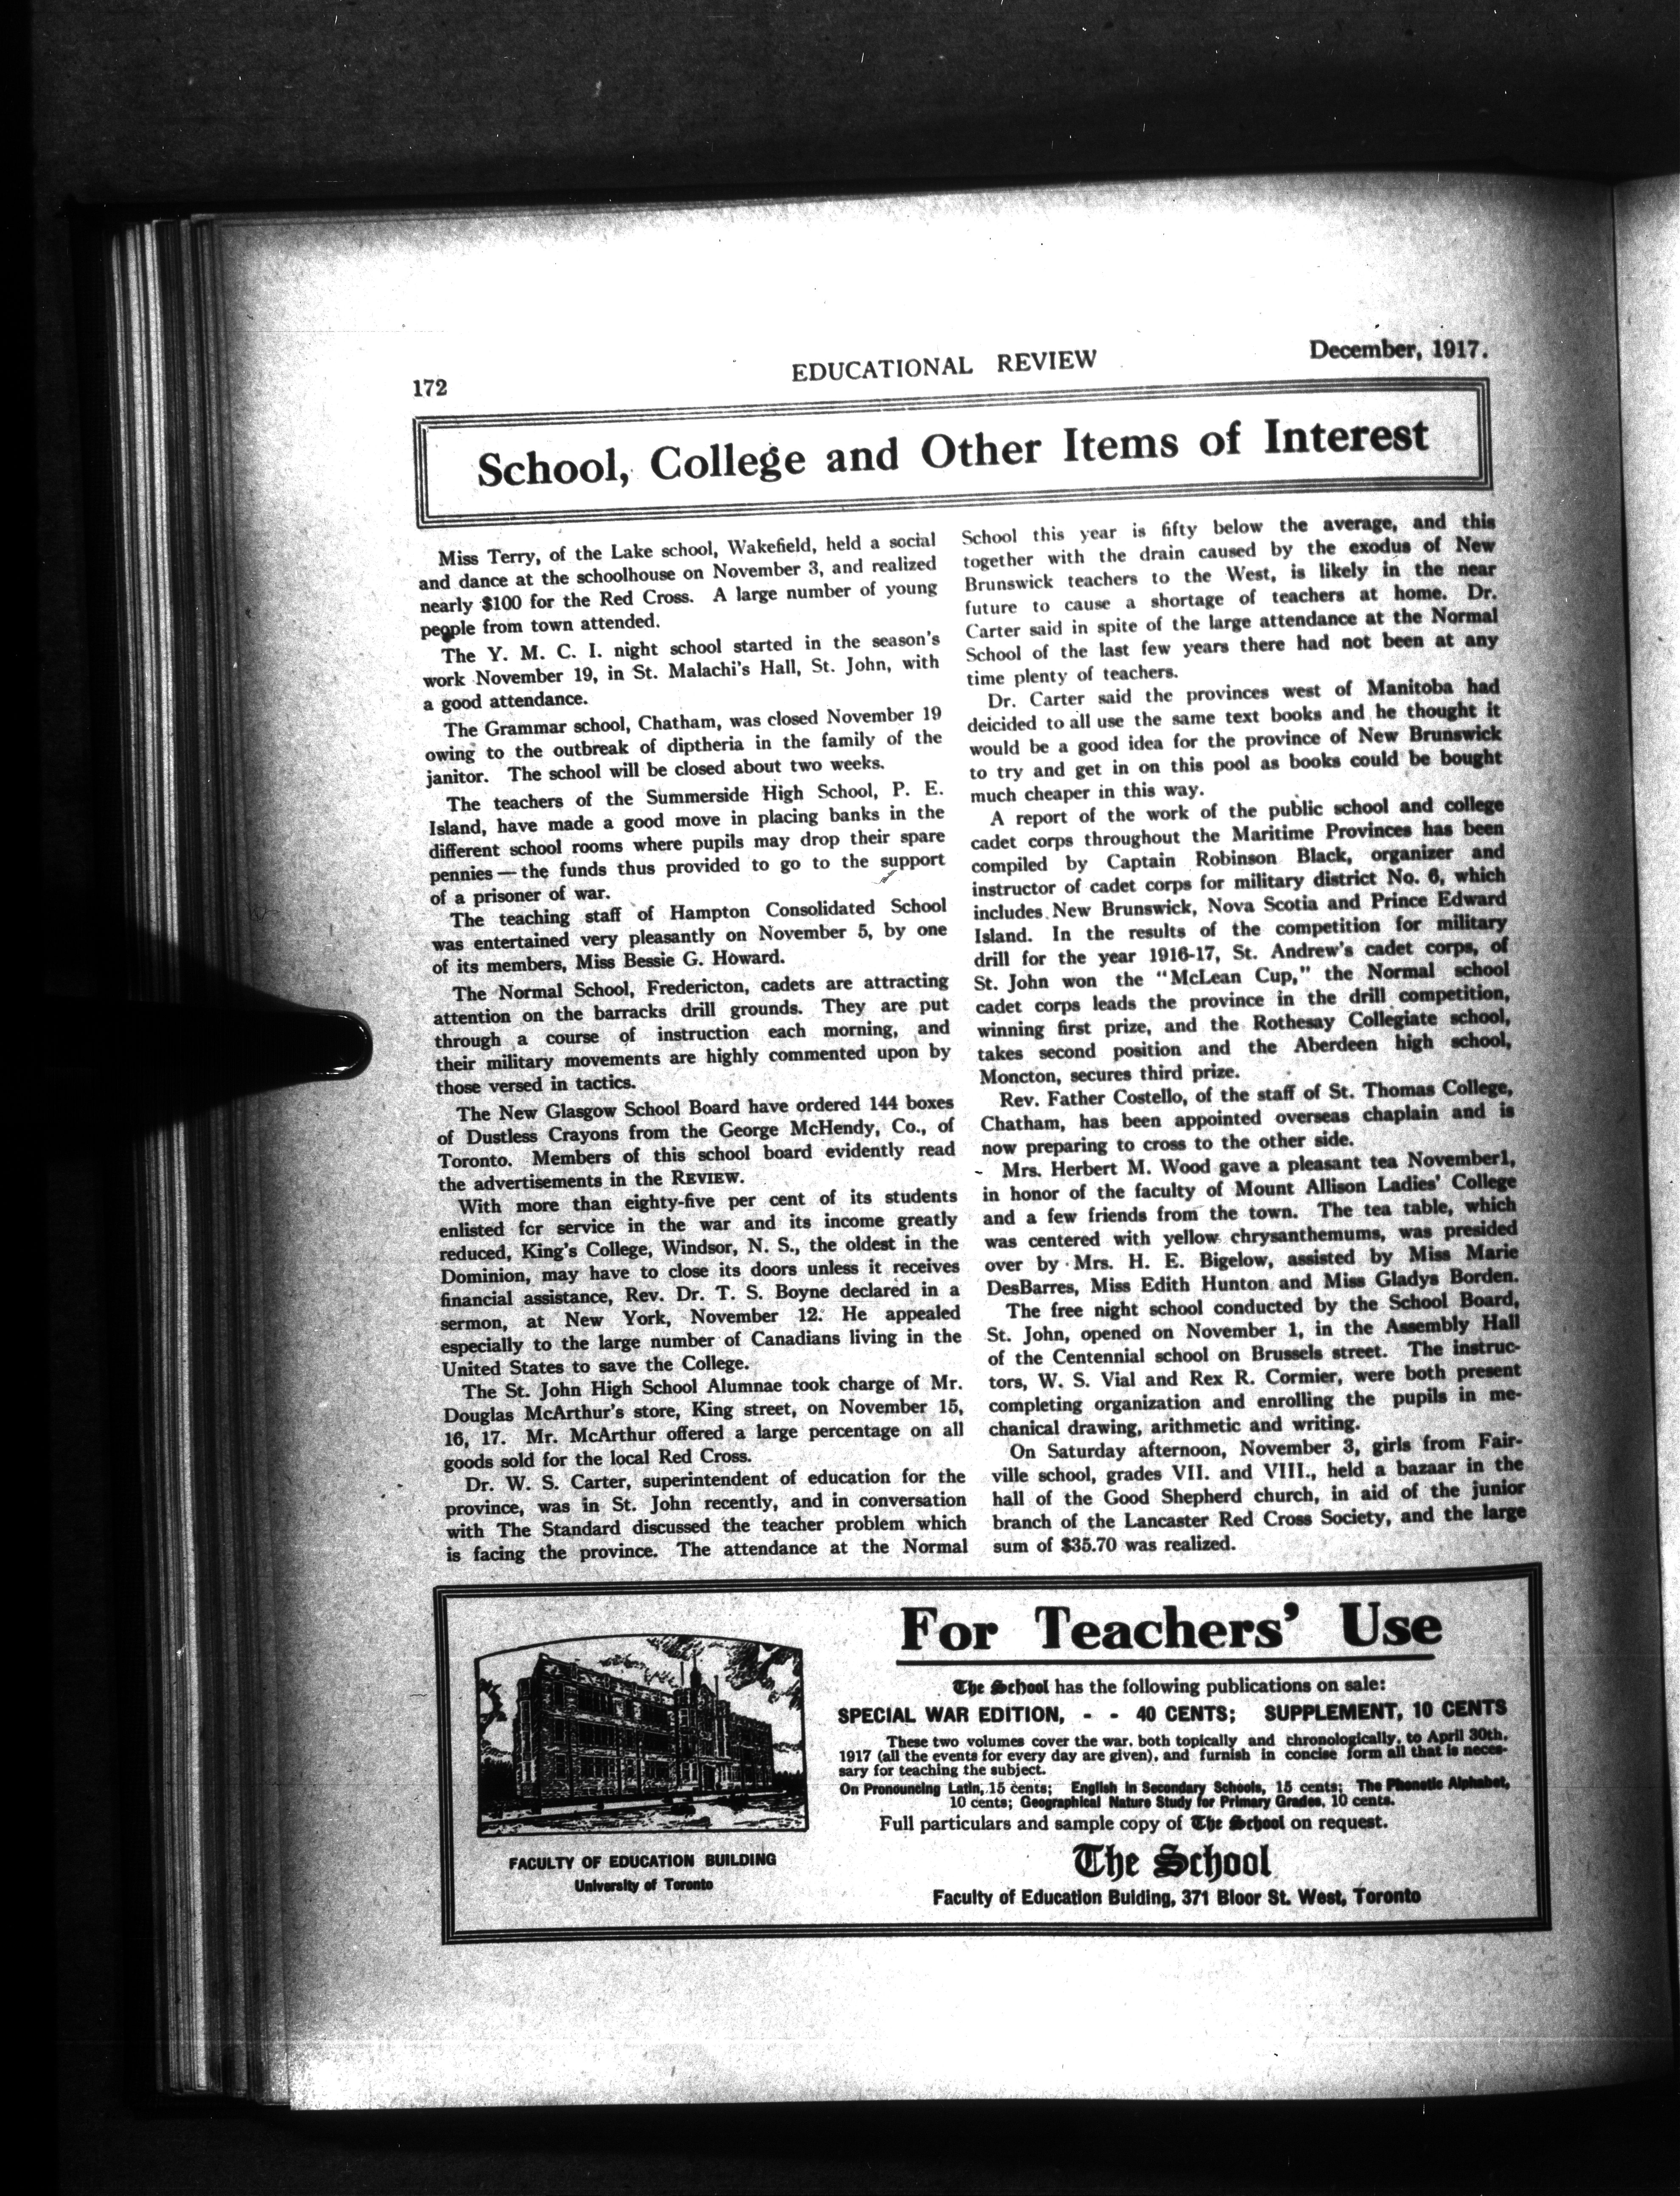 172
EDUCATIONAL REVIEW
December, 1917.
School, College and Other Items of Interest
Miss Terry, of the Lake school, Wakefield, held a social
and dance at the schoolhouse on November 3, and realized
nearly $100 for the Red Cross. A large number of young
people from town attended.
The Y. M. C. I. night school started in the season's
work November 19, in St. Malachi's Hall, St. John, with
a good attendance.
The Grammar school, Chatham, was closed November 19
owing to the outbreak of diptheria in the family of the
janitor. The school will be closed about two weeks.
The teachers of the Summerside High School, P. E.
Island, have made a good move in placing banks in the
different school rooms where pupils may drop their spare
pennies — the funds thus provided to go to the support
of a prisoner of war.
The teaching staff of Hampton Consolidated School
was entertained very pleasantly on November 5, by one
of its members, Miss Bessie G. Howard.
The Normal School, Fredericton, cadets are attracting
attention on the barracks drill grounds. They are put
through a course of instruction each morning, and
their military movements are highly commented upon by
those versed in tactics.
The New Glasgow School Board have ordered 144 boxes
of Dustless Crayons from the George McHendy, Co., of
Toronto. Members of this school board evidently read
the advertisements in the REVIEW.
With more than eighty-five per cent of its students
enlisted for service in the war and its income greatly
reduced, King's College, Windsor, N. S., the oldest in the
Dominion, may have to close its doors unless it receives
financial assistance, Rev. Dr. T. S. Boyne declared in a
sermon, at New York, November 12. He appealed
especially to the large number of Canadians living in the
United States to save the College.
The St. John High School Alumnae took charge of Mr.
Douglas McArthur's store, King street, on November 15,
16, 17. Mr. McArthur offered a large percentage on all
goods sold for the local Red Cross.
Dr. W. S. Carter, superintendent of education for the
province, was in St. John recently, and in conversation
with The Standard discussed the teacher problem which
is facing the province. The attendance at the Normal
School this year is fifty below the average, and this
together with the drain caused by the exodus of New
Brunswick teachers to the West, is likely in the near
future to cause a shortage of teachers at home. Dr.
Carter said in spite of the large attendance at the Normal
School of the last few years there had not been at any
time plenty of teachers.
Dr. Carter said the provinces west of Manitoba had
deicided to all use the same text books and he thought it
would be a good idea for the province of New Brunswick
to try and get in on this pool as books could be bought
much cheaper in this way.
A report of the work of the public school and college
cadet corps throughout the Maritime Provinces has been
compiled by Captain Robinson Black, organizer and
instructor of cadet corps for military district No. 6, which
includes New Brunswick, Nova Scotia and Prince Edward
Island. In the results of the competition for military
drill for the year 1916-17, St. Andrew's cadet corps, of
St. John won the "McLean Cup," the Normal school
cadet corps leads the province in the drill competition,
winning first prize, and the Rothesay Collegiate school,
takes second position and the Aberdeen high school,
Moncton, secures third prize.
Rev. Father Costello, of the staff of St. Thomas College,
Chatham, has been appointed overseas chaplain and is
now preparing to cross to the other side.
Mrs. Herbert M. Wood gave a pleasant tea November1,
in honor of the faculty of Mount Allison Ladies' College
and a few friends from the town. The tea table, which
was centered with yellow chrysanthemums, was presided
over by Mrs. H. E. Bigelow, assisted by Miss Marie
DesBarres, Miss Edith Hunton and Miss Gladys Borden.
The free night school conducted by the School Board,
St. John, opened on November 1, in the Assembly Hall
of the Centennial school on Brussels street. The instruc-
tors, W. S. Vial and Rex R. Cormier, were both present
completing organization and enrolling the pupils in me-
chanical drawing, arithmetic and writing.
On Saturday afternoon, November 3, girls from Fair-
ville school, grades VII. and VIII., held a bazaar in the
hall of the Good Shepherd church, in aid of the junior
branch of the Lancaster Red Cross Society, and the large
sum of $35.70 was realized.
FACULTY OF EDUCATION BUILDING
University of Toronto
For Teachers' Use
The School has the following publications on sale:
SPECIAL WAR EDITION, - - 40 CENTS; SUPPLEMENT, 10 CENTS
These two volumes cover the war, both topically and chronologically, to April 30th,
1917 (all the events for every day are given), and furnish in concise form all that is neces-
sary for teaching the subject.
On Pronouncing Latin, 15 cents; English in Secondary Schools, 15 cents; The Phonetic Alphabet,
10 cents; Geographical Nature Study for Primary Grades, 10 cents.
Full particulars and sample copy of The School on request.
The School
Faculty of Education Bulding, 371 Bloor St. West, Toronto